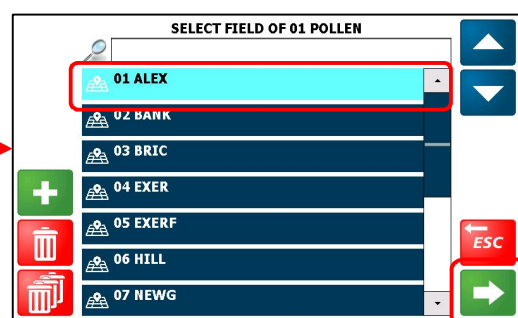 SELECT FIELD OF 01 POLLEN
01 ALEX
02 BANK
03 BRIC
04 EXER
05 EXERF
06 HILL
07 NEWG
ESC